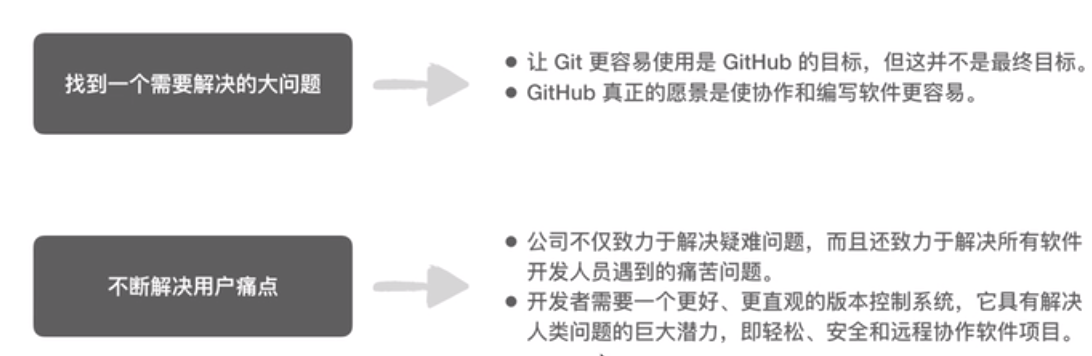 找到一个需要解决的大问题
● 让 Git 更容易使用是 GitHub 的目标，但这并不是最终目标。
● GitHub 真正的愿景是使协作和编写软件更容易。
不断解决用户痛点
● 公司不仅致力于解决疑难问题，而且还致力于解决所有软件
开发人员遇到的痛苦问题。
● 开发者需要一个更好、更直观的版本控制系统，它具有解决
人类问题的巨大潜力，即轻松、安全和远程协作软件项目。